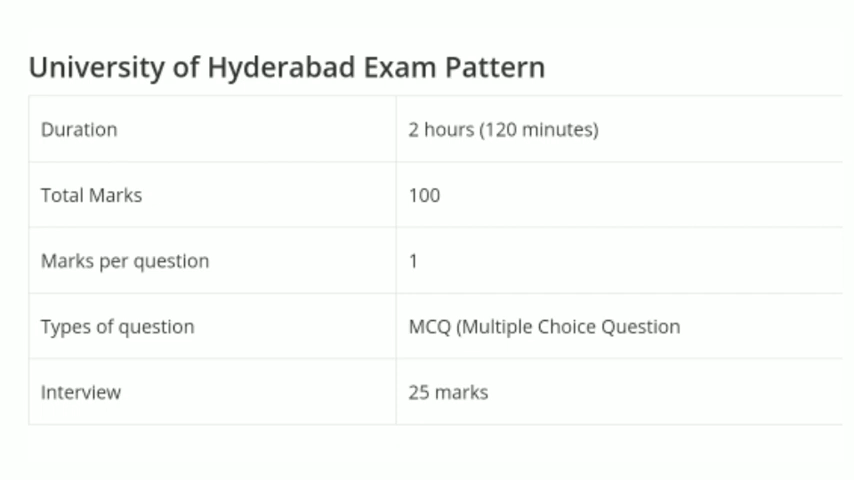 University of Hyderabad Exam Pattern
Duration 2 hours (120 minutes)
Total Marks 100
Marks per question 1
Types of question MCQ (Multiple Choice Question
Interview 25 marks